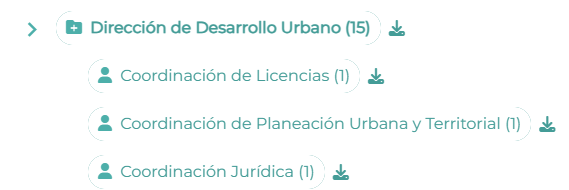 Dirección de Desarrollo Urbano (15)
Coordinación de Licencias (1)
Coordinación de Planeación Urbana y Territorial (1)
Coordinación Jurídica (1)